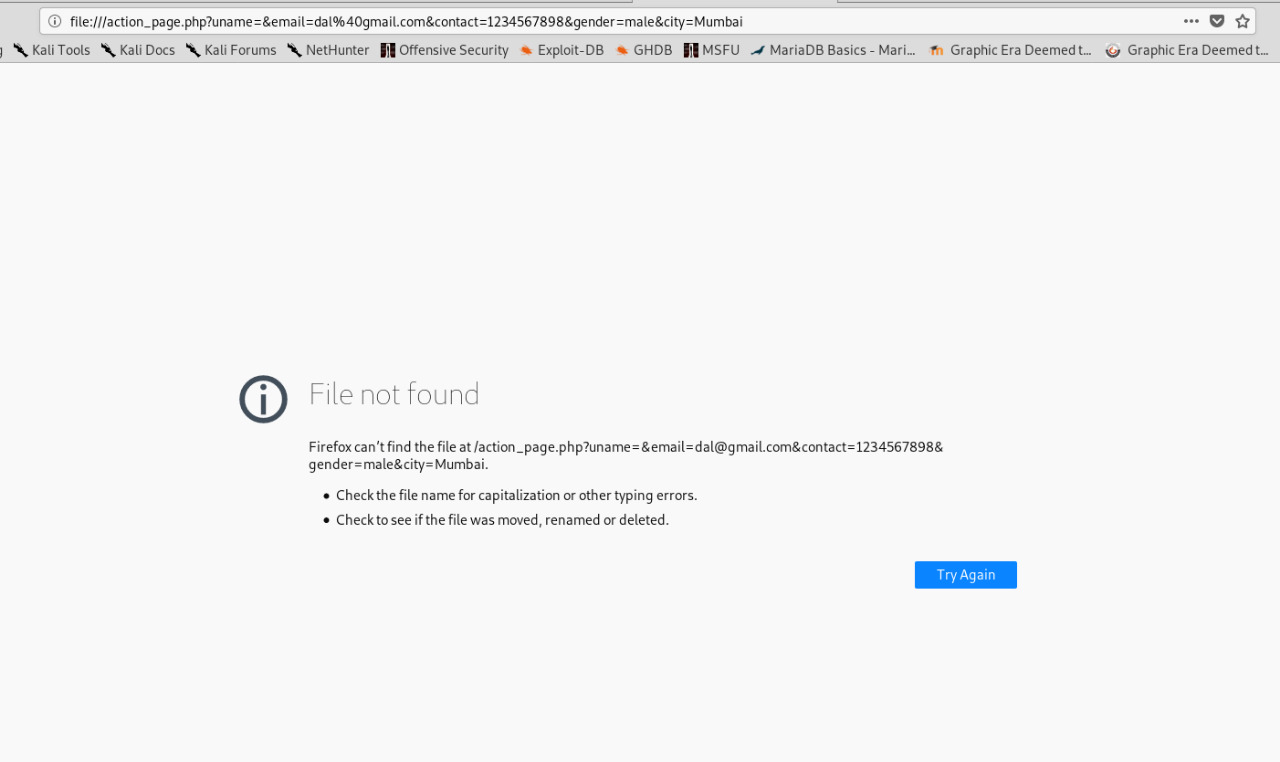 file:///action_page.php?uname=&email=dal%40gmail.com&contact=1234567898&gender=male&city=Mumbai
g Kali Tools Kali Docs Kali Forums NetHunter Offensive Security Exploit-DB GHDB MSFU MariaDB Basics - Mari... Graphic Era Deemed t... Graphic Era Deemed t...
File not found
Firefox can’t find the file at /action_page.php?uname=&email=dal@gmail.com&contact=1234567898&
gender=male&city=Mumbai.
• Check the file name for capitalization or other typing errors.
• Check to see if the file was moved, renamed or deleted.
Try Again